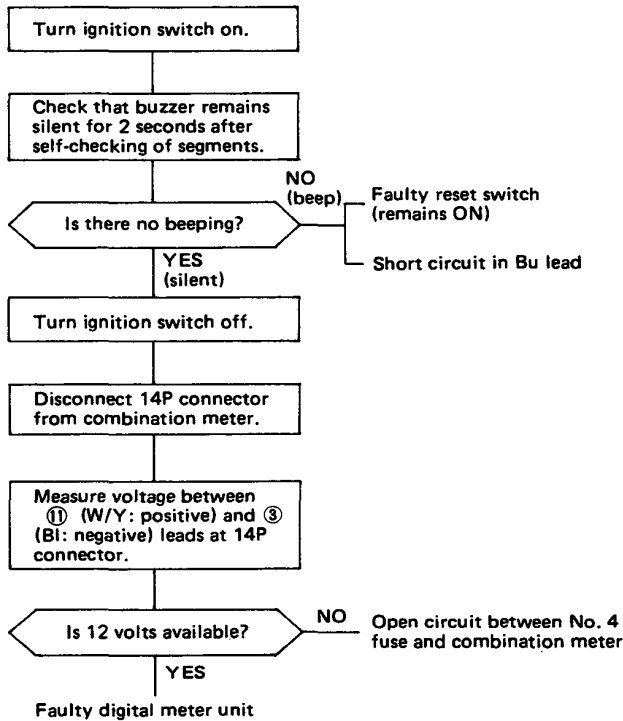 Turn ignition switch on.
Check that buzzer remains
silent for 2 seconds after
self-checking of segments.
NO
(beep)
Is there no beeping?
Faulty reset switch
(remains ON)
Short circuit in Bu lead
YES
(silent)
Turn ignition switch off.
Disconnect 14P connector
from combination meter.
Measure voltage between
⑪ (W/Y: positive) and ③
(Bl: negative) leads at 14P
connector.
Is 12 volts available?
NO
Open circuit between No. 4
fuse and combination meter
YES
Faulty digital meter unit